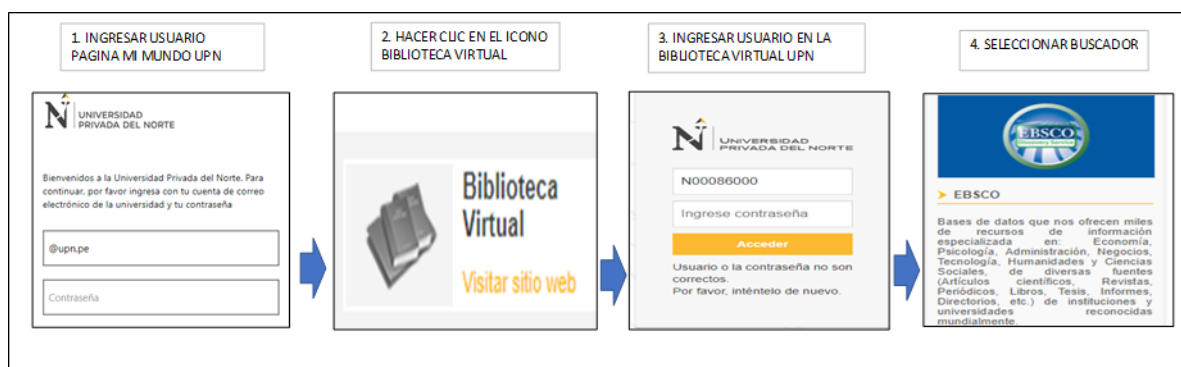 1. INGRESAR USUARIO
PAGINA MI MUNDO UPN
2. HACER CLIC EN EL ICONO
BIBLIOTECA VIRTUAL
3. INGRESAR USUARIO EN LA
BIBLIOTECA VIRTUAL UPN
4. SELECCIONAR BUSCADOR
N
UNIVERSIDAD
PRIVADA DEL NORTE
Bienvenidos a la Universidad Privada del Norte. Para
continuar, por favor ingresa con tu cuenta de correo
electrónico de la universidad y tu contraseña
@upn.pe
Contraseña
Biblioteca
Virtual
Visitar sitio web
N
UNIVERSIDAD
PRIVADA DEL NORTE
N00086000
Ingrese contraseña
Acceder
Usuario o la contraseña no son
correctos.
Por favor, inténtelo de nuevo.
EBSCO
Discovery Service
➤ EBSCO
Bases de datos que nos ofrecen miles
de recursos de información
especializada en: Economía,
Psicología, Administración, Negocios,
Tecnología, Humanidades y Ciencias
Sociales, de diversas fuentes
(Artículos científicos, Revistas,
Periódicos, Libros, Tesis, Informes,
Directorios, etc.) de instituciones y
universidades reconocidas
mundialmente.